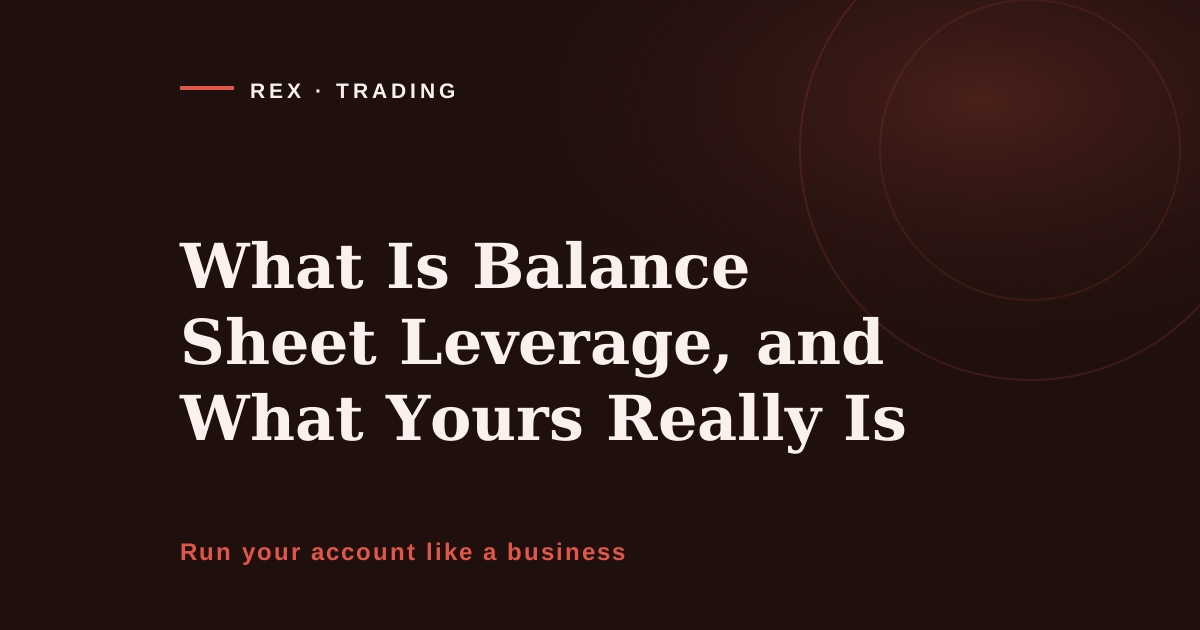 REX · TRADING
What Is Balance
Sheet Leverage, and
What Yours Really Is
Run your account like a business